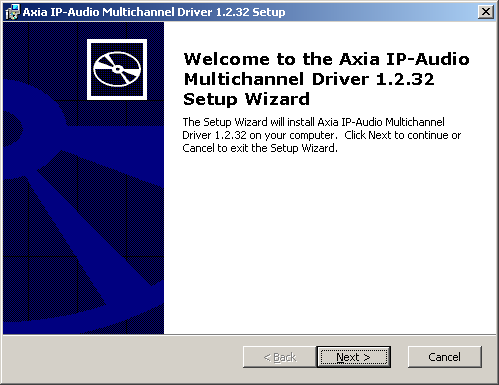 Axia IP-Audio Multichannel Driver 1.2.32 Setup
Welcome to the Axia IP-Audio
Multichannel Driver 1.2.32
Setup Wizard
The Setup Wizard will install Axia IP-Audio Multichannel
Driver 1.2.32 on your computer.  Click Next to continue or
Cancel to exit the Setup Wizard.
< Back
Next >
Cancel